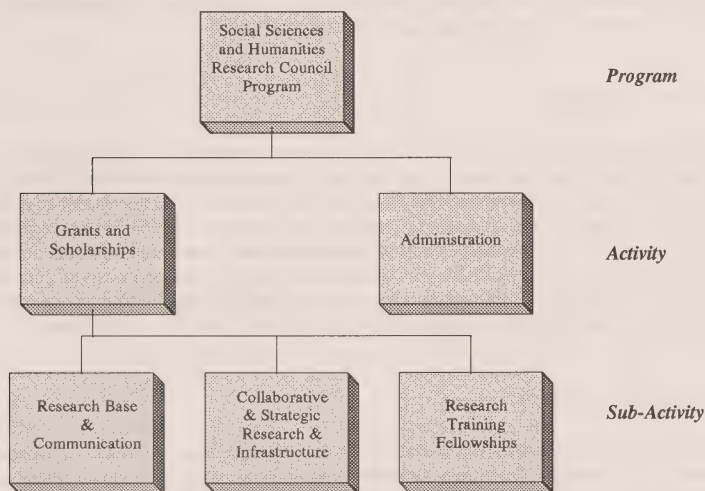 Social Sciences
and Humanities
Research Council
Program
Program
Grants and
Scholarships
Administration
Activity
Research Base
&
Communication
Collaborative
& Strategic
Research &
Infrastructure
Research
Training
Fellowships
Sub-Activity